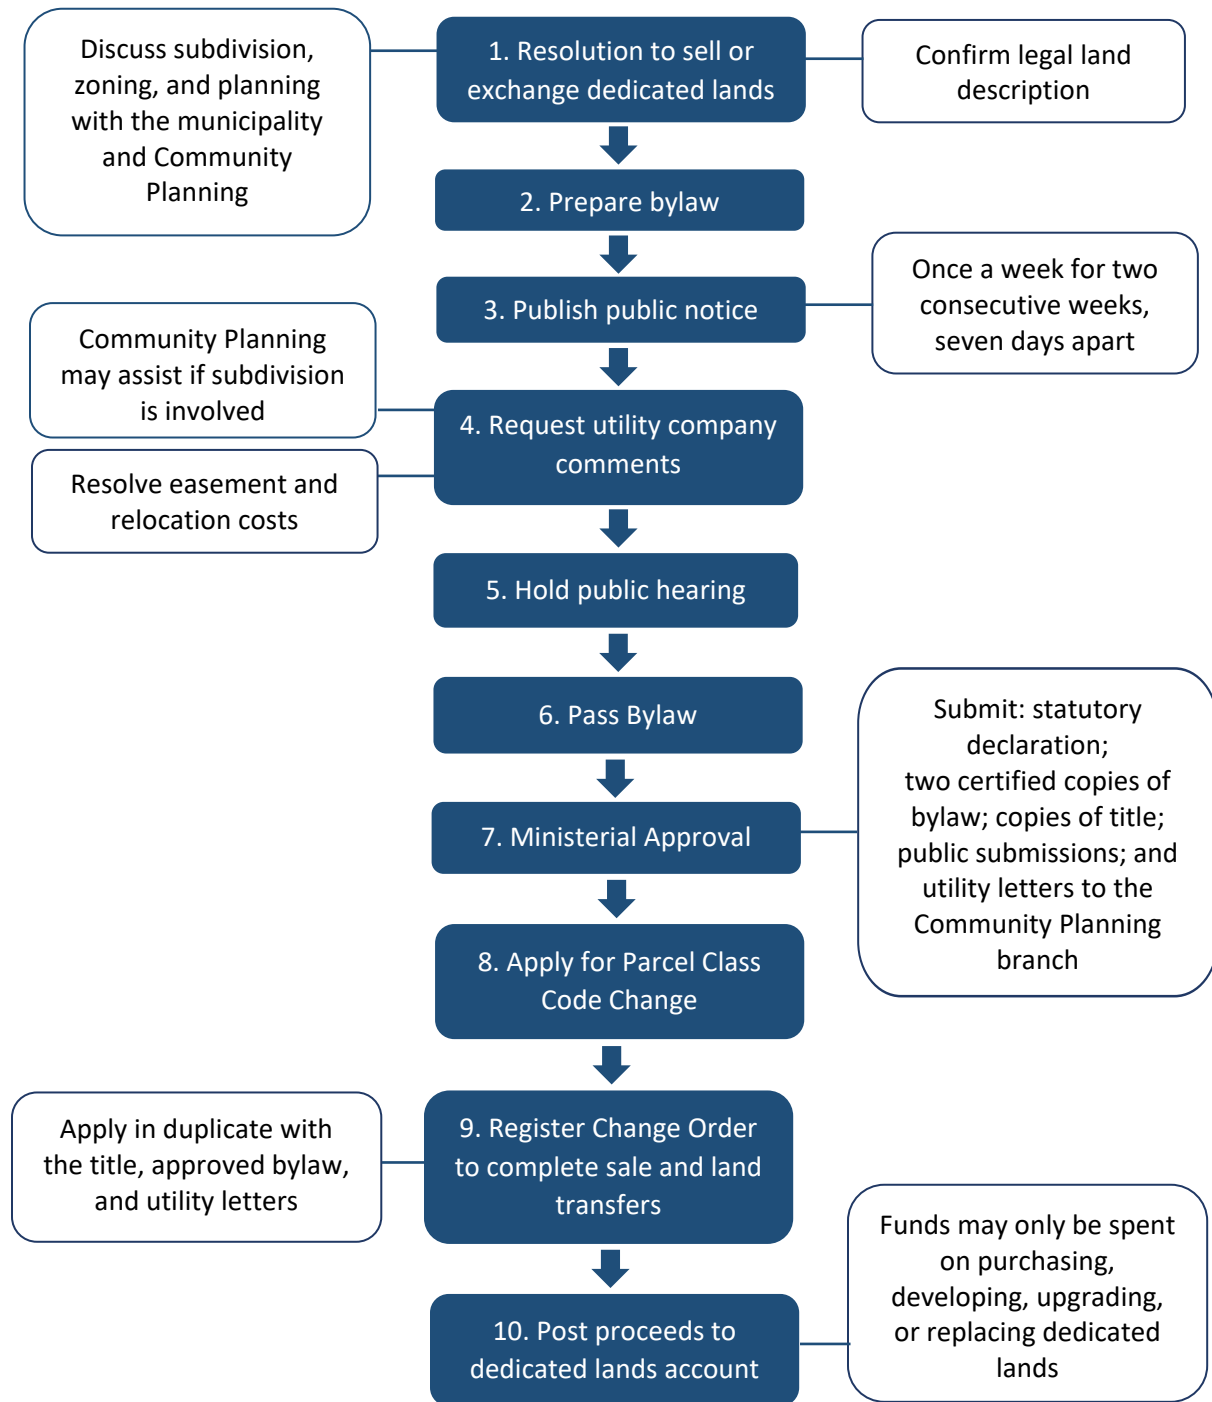 Discuss subdivision,
zoning, and planning
with the municipality
and Community
Planning
1. Resolution to sell or
exchange dedicated lands
Confirm legal land
description
2. Prepare bylaw
3. Publish public notice
Once a week for two
consecutive weeks,
seven days apart
Community Planning
may assist if subdivision
is involved
4. Request utility company
comments
Resolve easement and
relocation costs
5. Hold public hearing
6. Pass Bylaw
7. Ministerial Approval
Submit: statutory
declaration;
two certified copies of
bylaw; copies of title;
public submissions; and
utility letters to the
Community Planning
branch
8. Apply for Parcel Class
Code Change
9. Register Change Order
to complete sale and land
transfers
Apply in duplicate with
the title, approved bylaw,
and utility letters
10. Post proceeds to
dedicated lands account
Funds may only be spent
on purchasing,
developing, upgrading,
or replacing dedicated
lands